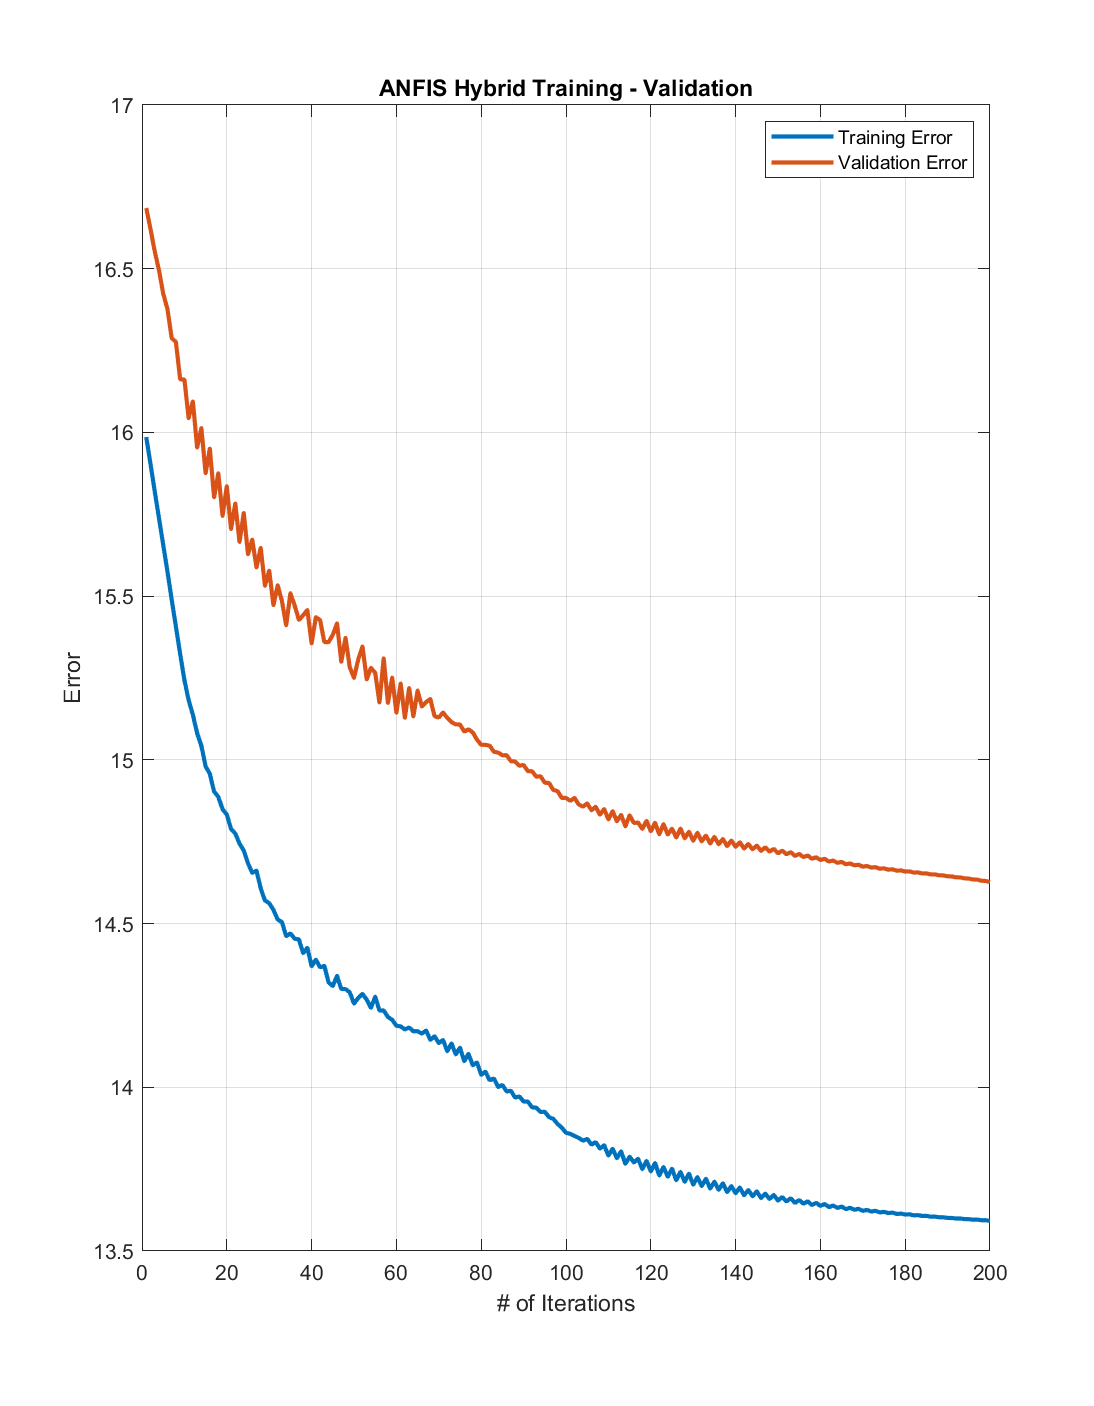 ANFIS Hybrid Training - Validation
Training Error
Validation Error
17
16.5
16
15.5
15
14.5
14
13.5
Error
0 20 40 60 80 100 120 140 160 180 200
# of Iterations